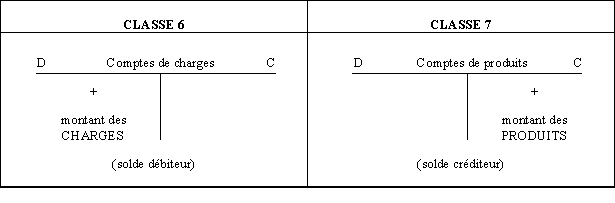 CLASSE 6
D Comptes de charges C
+
montant des
CHARGES
(solde débiteur)
CLASSE 7
D Comptes de produits C
+
montant des
PRODUITS
(solde créditeur)